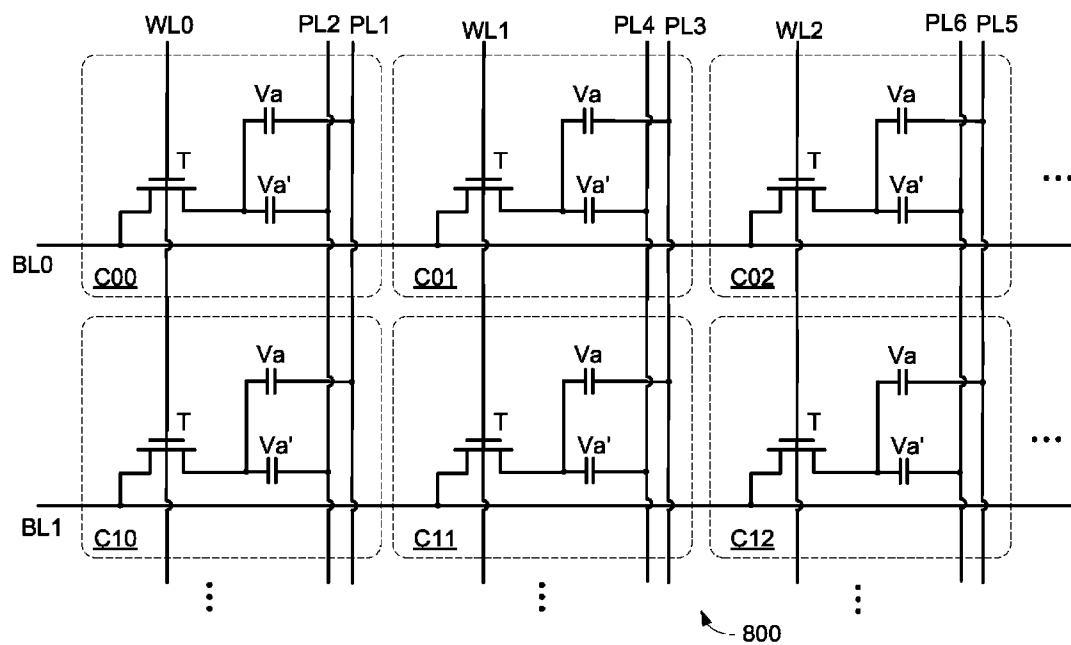 WL0 PL2 PL1 WL1 PL4 PL3 WL2 PL6 PL5
Va Va Va
T Va' T Va' T Va' ...
BL0
C00 C01 C02
Va Va Va
T Va' T Va' T Va' ...
BL1
C10 C11 C12
800